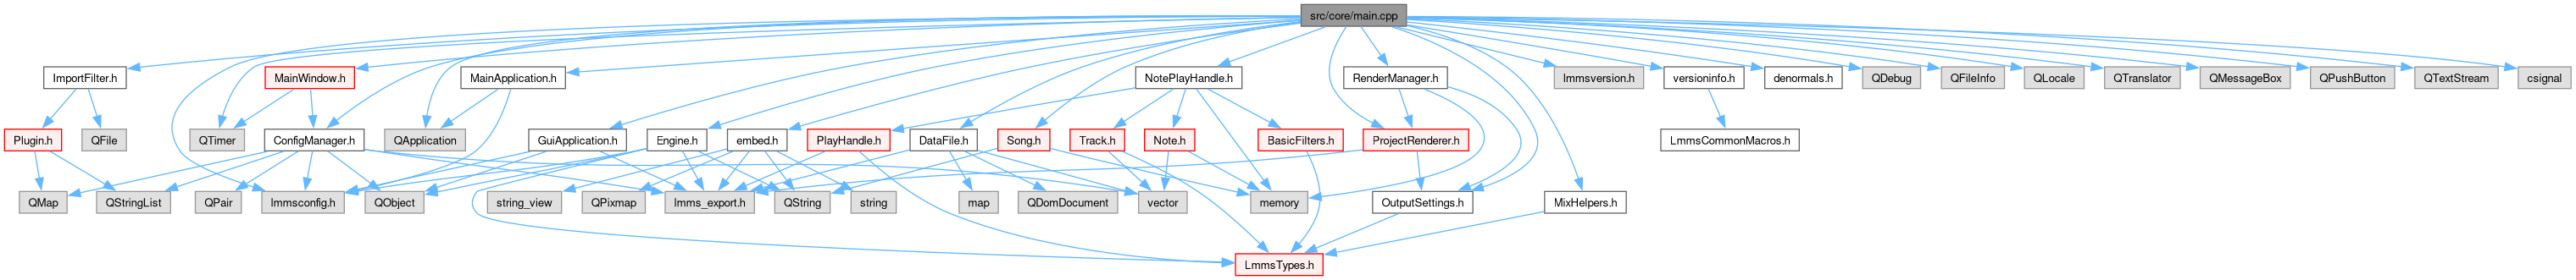 src/core/main.cpp
ImportFilter.h
MainWindow.h
MainApplication.h
NotePlayHandle.h
RenderManager.h
lmmsversion.h
versioninfo.h
denormals.h
QDebug
QFileInfo
QLocale
QTranslator
QMessageBox
QPushButton
QTextStream
csignal
Plugin.h
QFile
QTimer
ConfigManager.h
QApplication
GuiApplication.h
Engine.h
embed.h
PlayHandle.h
DataFile.h
Song.h
Track.h
Note.h
BasicFilters.h
ProjectRenderer.h
LmmsCommonMacros.h
QMap
QStringList
QPair
lmmsconfig.h
QObject
string_view
QPixmap
lmms_export.h
QString
string
map
QDomDocument
vector
memory
OutputSettings.h
MixHelpers.h
LmmsTypes.h